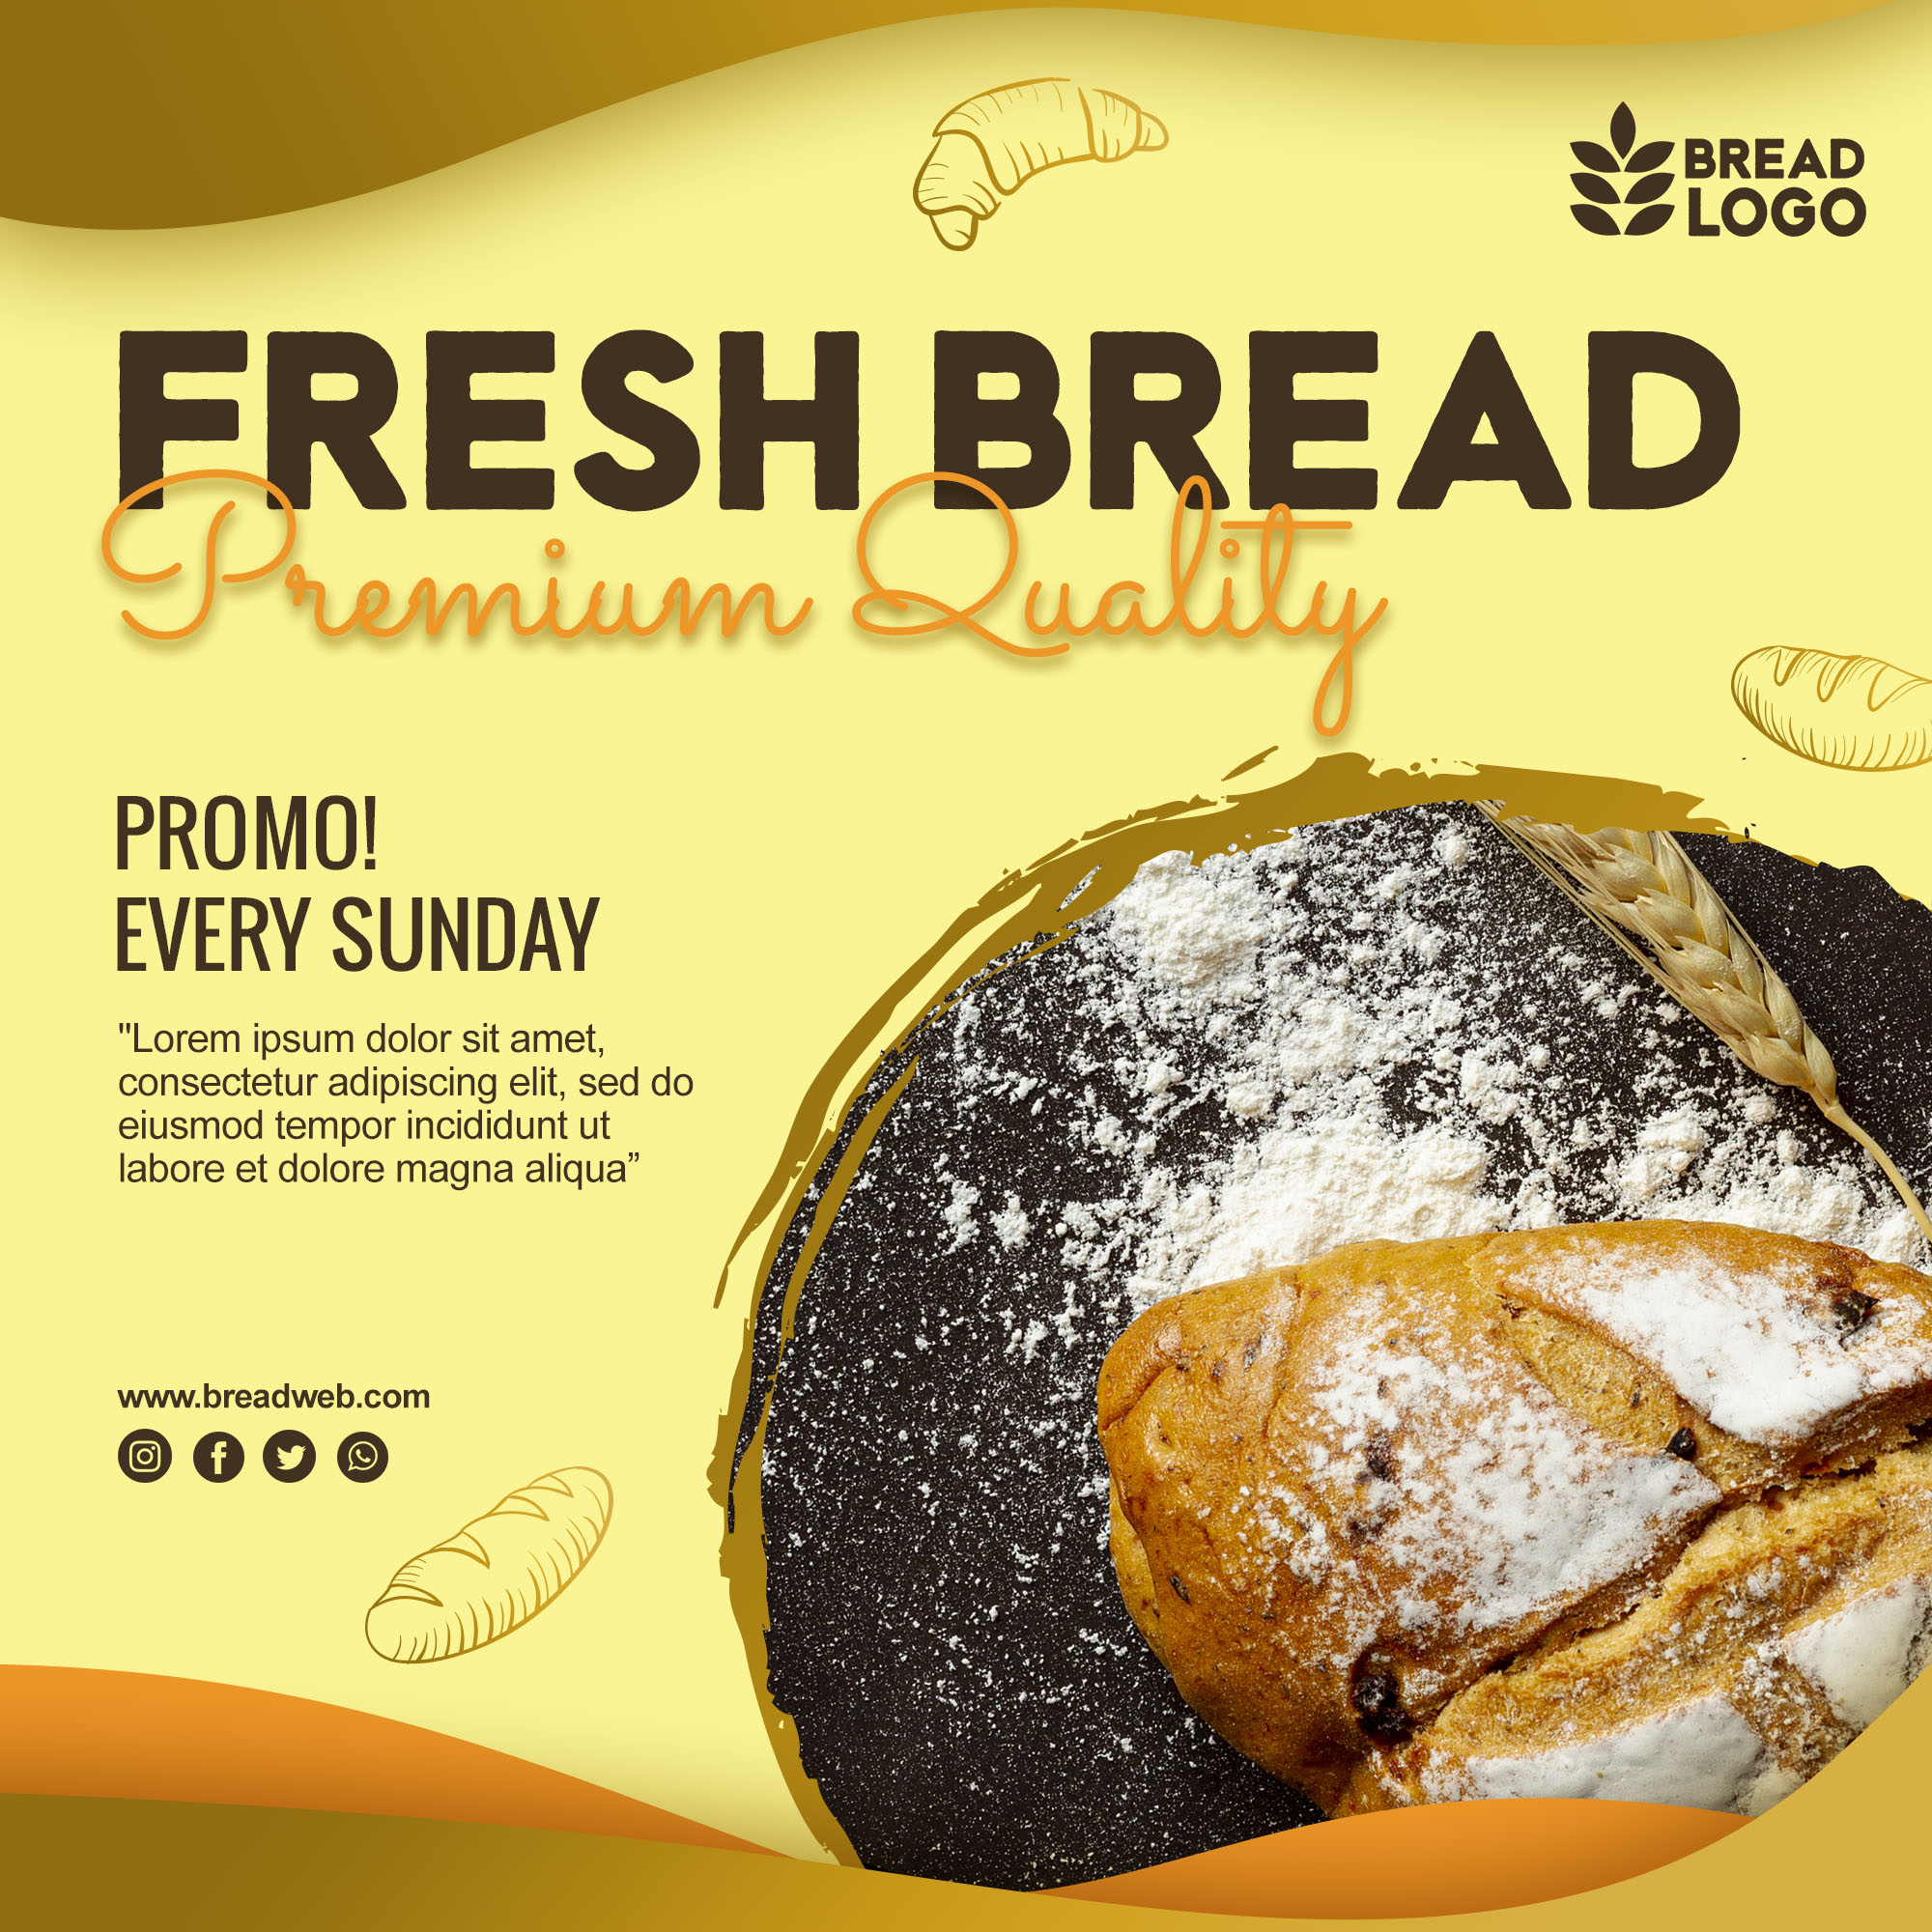 BREAD
LOGO
FRESH BREAD
Premium Quality
PROMO!
EVERY SUNDAY
"Lorem ipsum dolor sit amet,
consectetur adipiscing elit, sed do
eiusmod tempor incididunt ut
labore et dolore magna aliqua”
www.breadweb.com